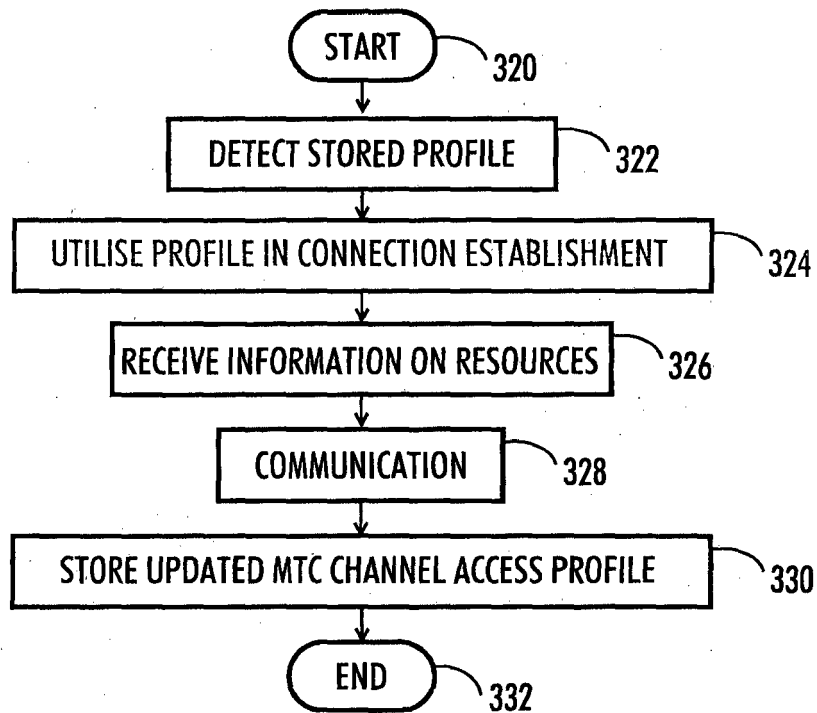 START
320
DETECT STORED PROFILE
322
UTILISE PROFILE IN CONNECTION ESTABLISHMENT
324
RECEIVE INFORMATION ON RESOURCES
326
COMMUNICATION
328
STORE UPDATED MTC CHANNEL ACCESS PROFILE
330
END
332